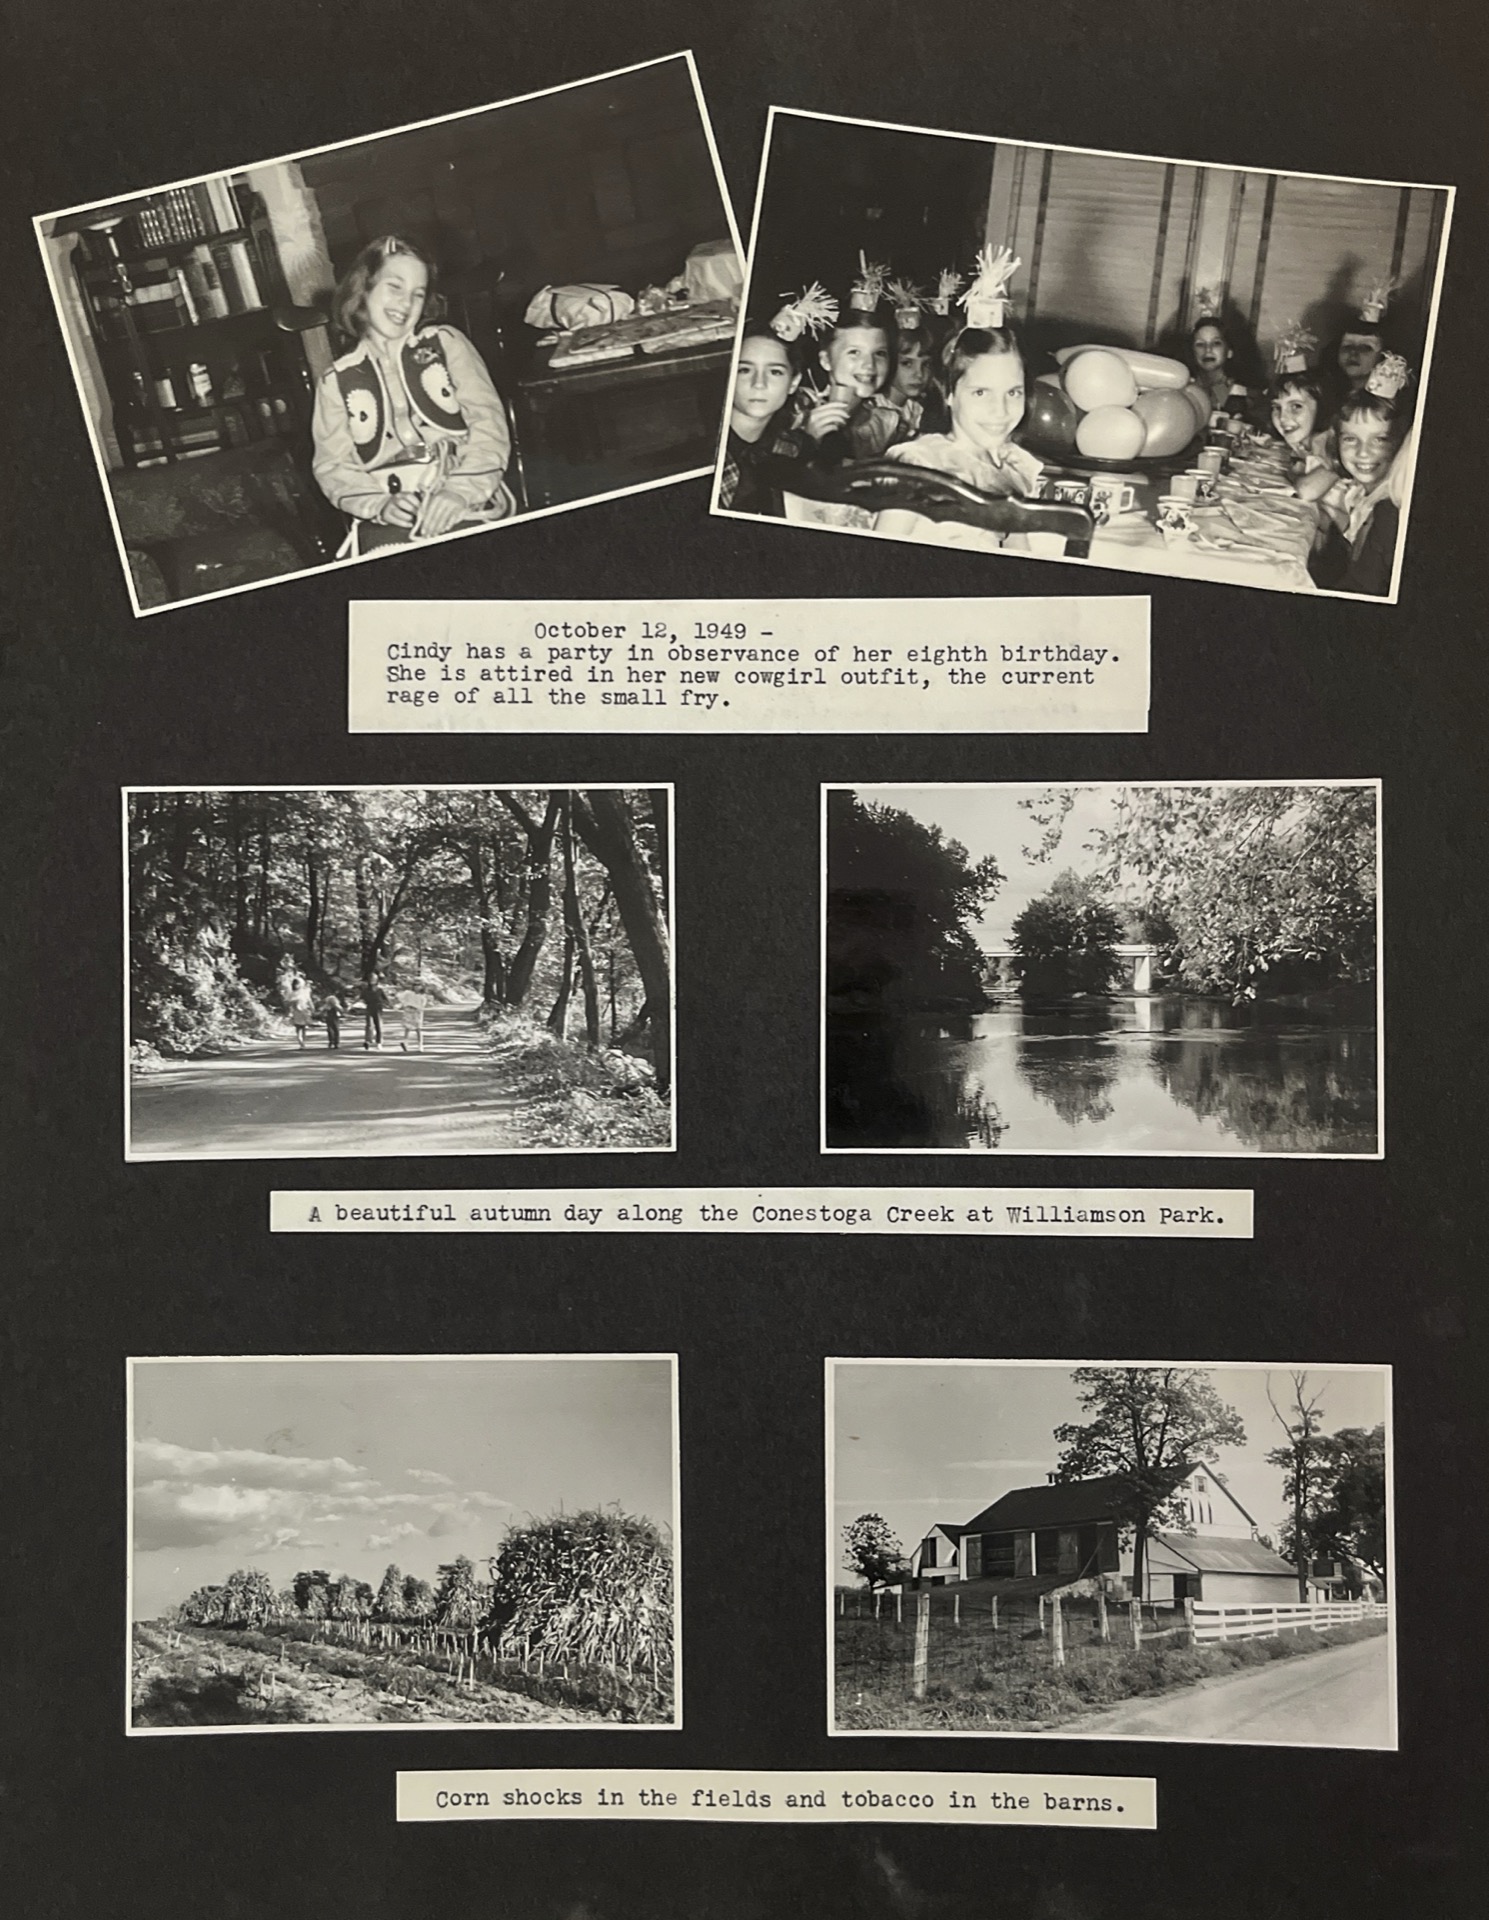 October 12, 1949 -
Cindy has a party in observance of her eighth birthday.
She is attired in her new cowgirl outfit, the current
rage of all the small fry.
A beautiful autumn day along the Conestoga Creek at Williamson Park.
Corn shocks in the fields and tobacco in the barns.